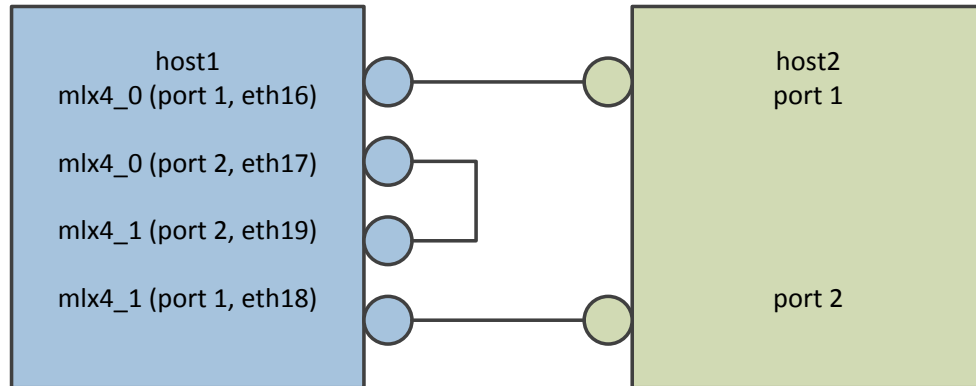 host1
mlx4_0 (port 1, eth16)
mlx4_0 (port 2, eth17)
mlx4_1 (port 2, eth19)
mlx4_1 (port 1, eth18)
host2
port 1
port 2